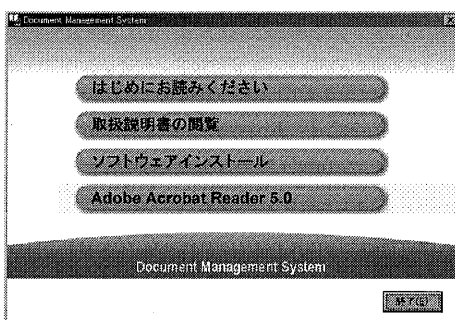 Document Management System
はじめにお読みください
取扱説明書の閲覧
ソフトウェアインストール
Adobe Acrobat Reader 5.0
Document Management System
終了(E)